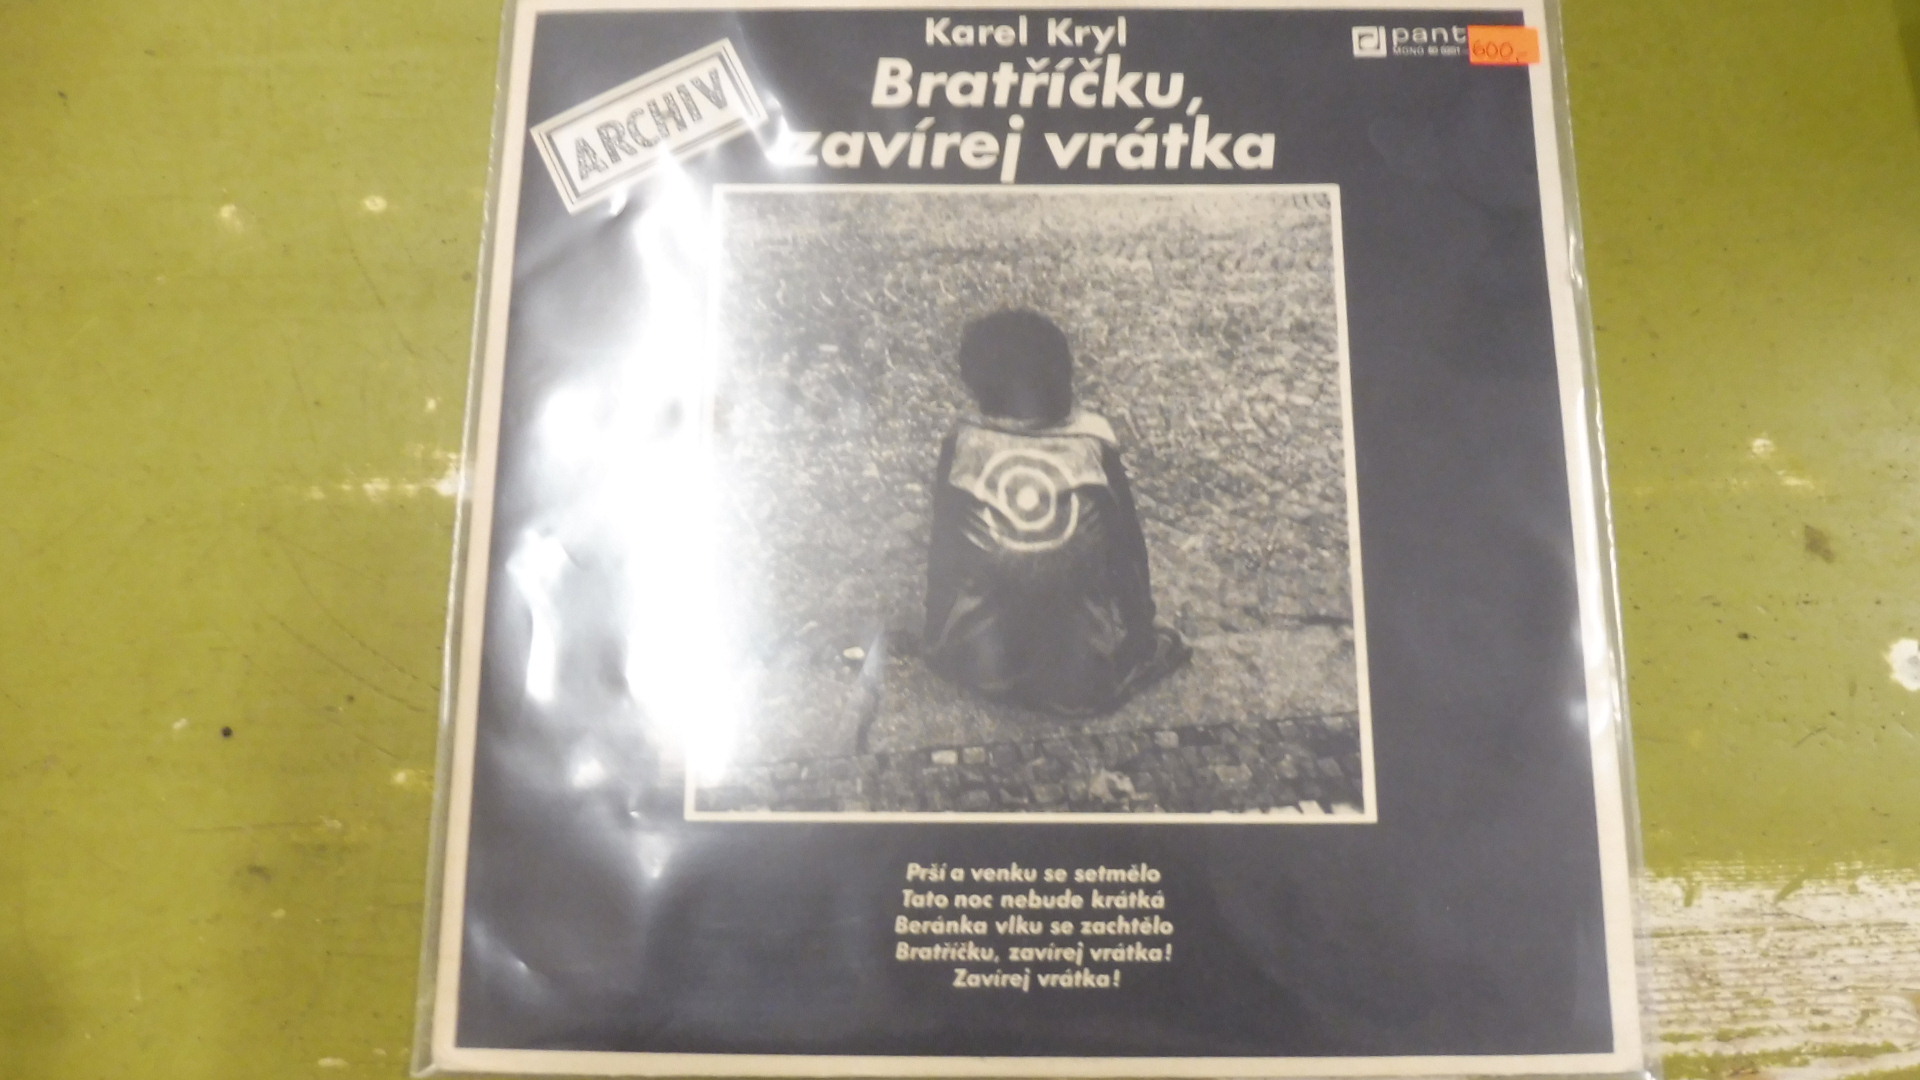 Karel Kryl
Bratříčku,
zavírej vrátka
ARCHIV
pant
MONO
600,-
Prší a venku se setmělo
Tato noc nebude krátká
Beránka vlku se zachtělo
Bratříčku, zavírej vrátka!
Zavírej vrátka!